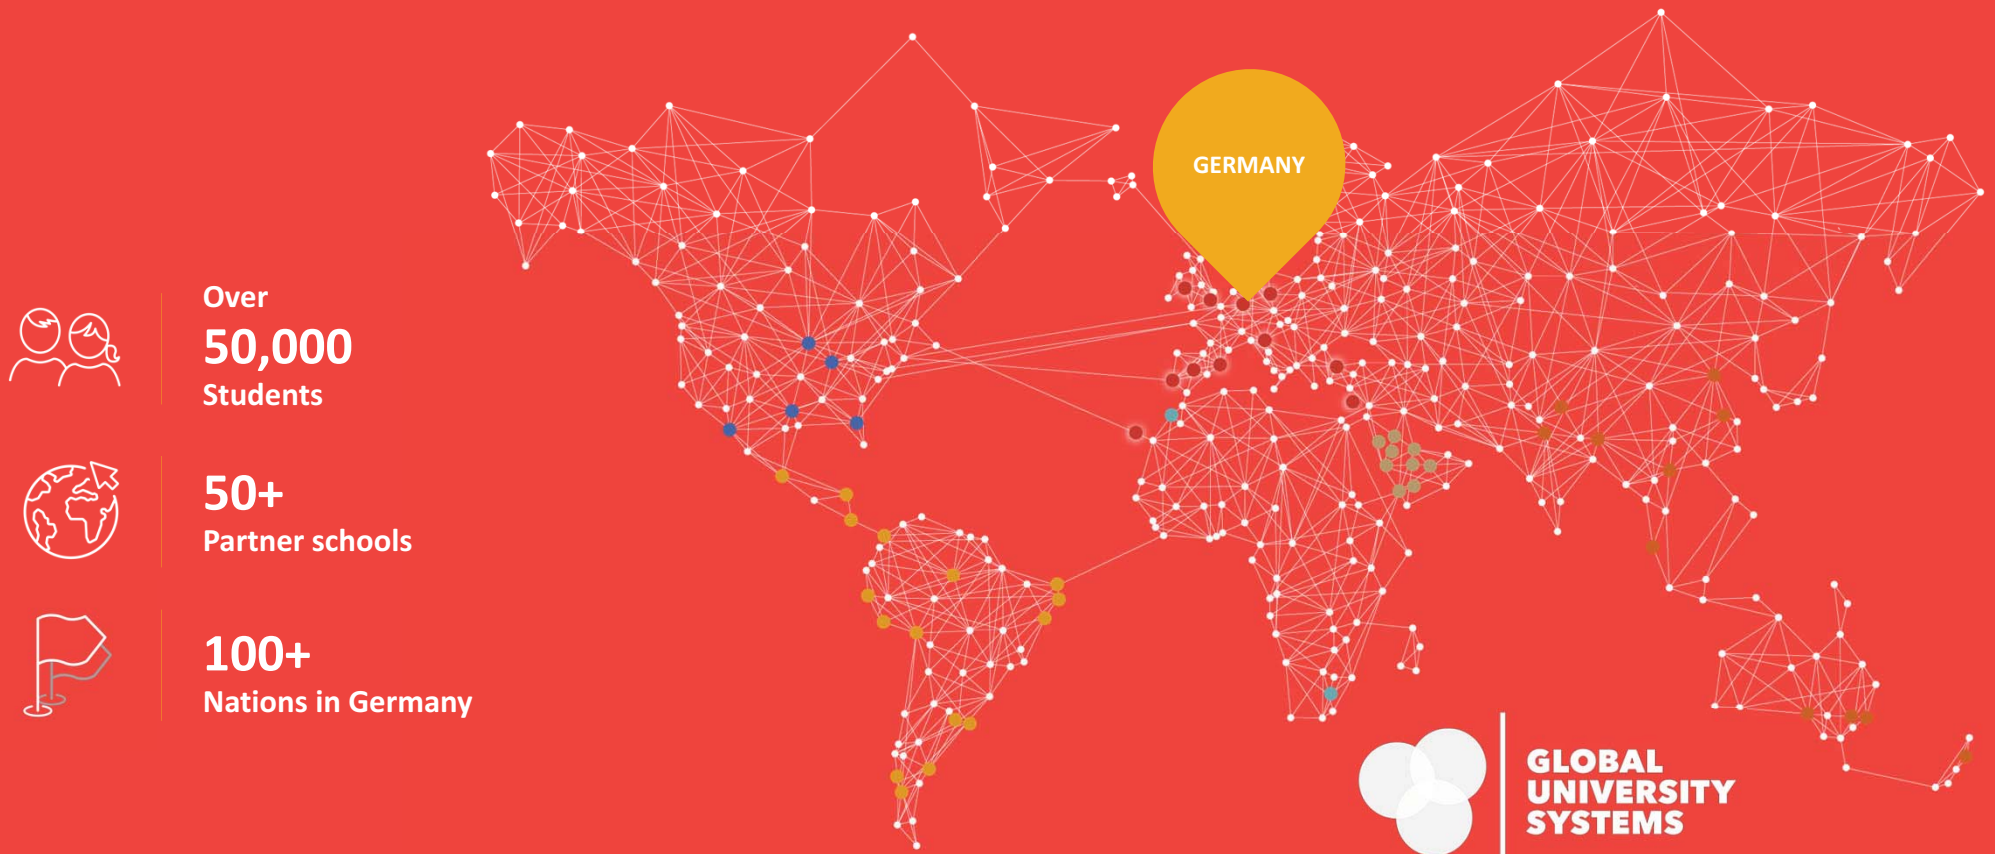 GERMANY
Over
50,000
Students
50+
Partner schools
100+
Nations in Germany
GLOBAL
UNIVERSITY
SYSTEMS